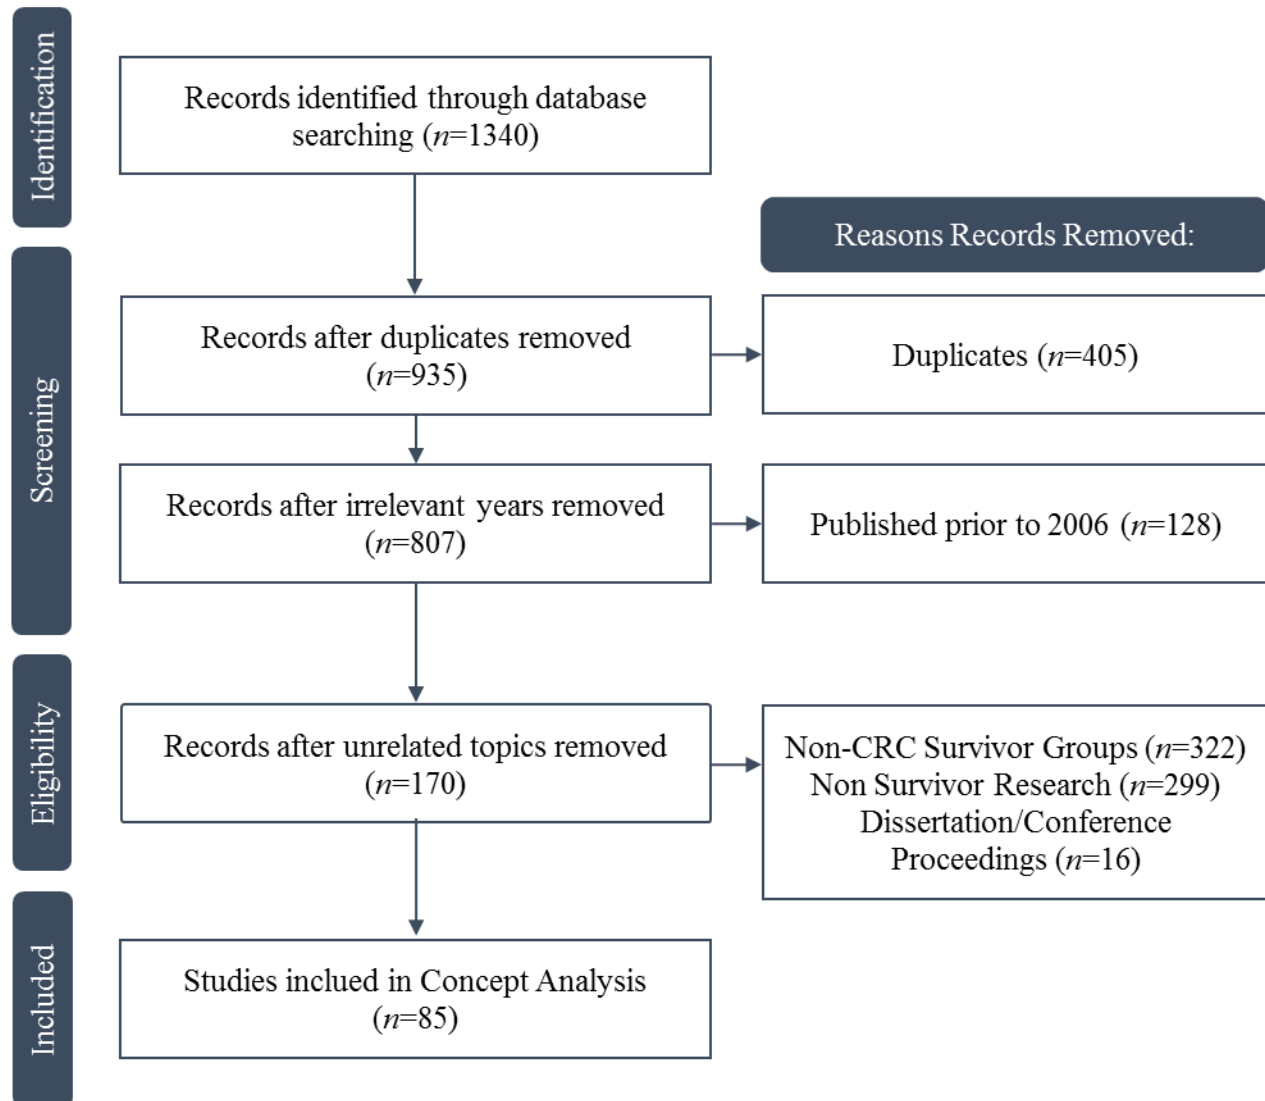 Identification
Records identified through database
searching (n=1340)
Reasons Records Removed:
Screening
Records after duplicates removed
(n=935)
Duplicates (n=405)
Records after irrelevant years removed
(n=807)
Published prior to 2006 (n=128)
Eligibility
Records after unrelated topics removed
(n=170)
Non-CRC Survivor Groups (n=322)
Non Survivor Research (n=299)
Dissertation/Conference
Proceedings (n=16)
Included
Studies inclued in Concept Analysis
(n=85)